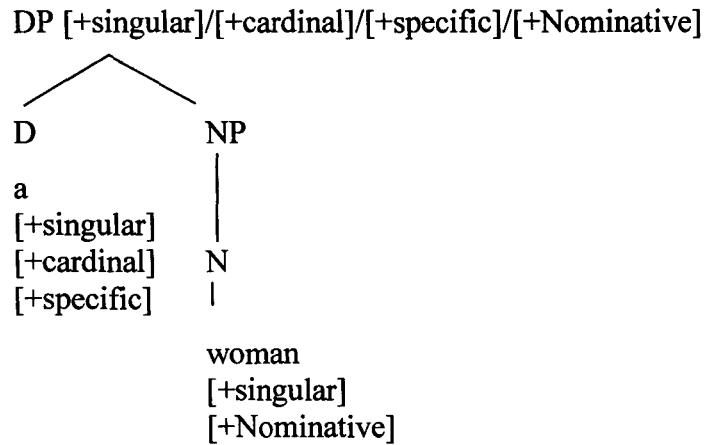 DP [+singular]/[+cardinal]/[+specific]/[+Nominative]
D NP
a
[+singular]
[+cardinal] N
[+specific]
woman
[+singular]
[+Nominative]